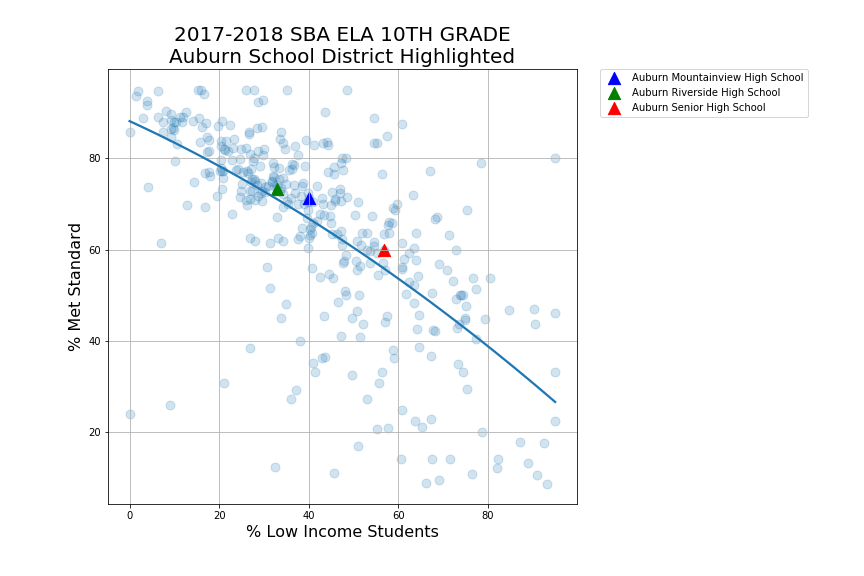 2017-2018 SBA ELA 10TH GRADE
Auburn School District Highlighted
Auburn Mountainview High School
Auburn Riverside High School
Auburn Senior High School
% Met Standard
80
60
40
20
0
20
40
60
80
% Low Income Students